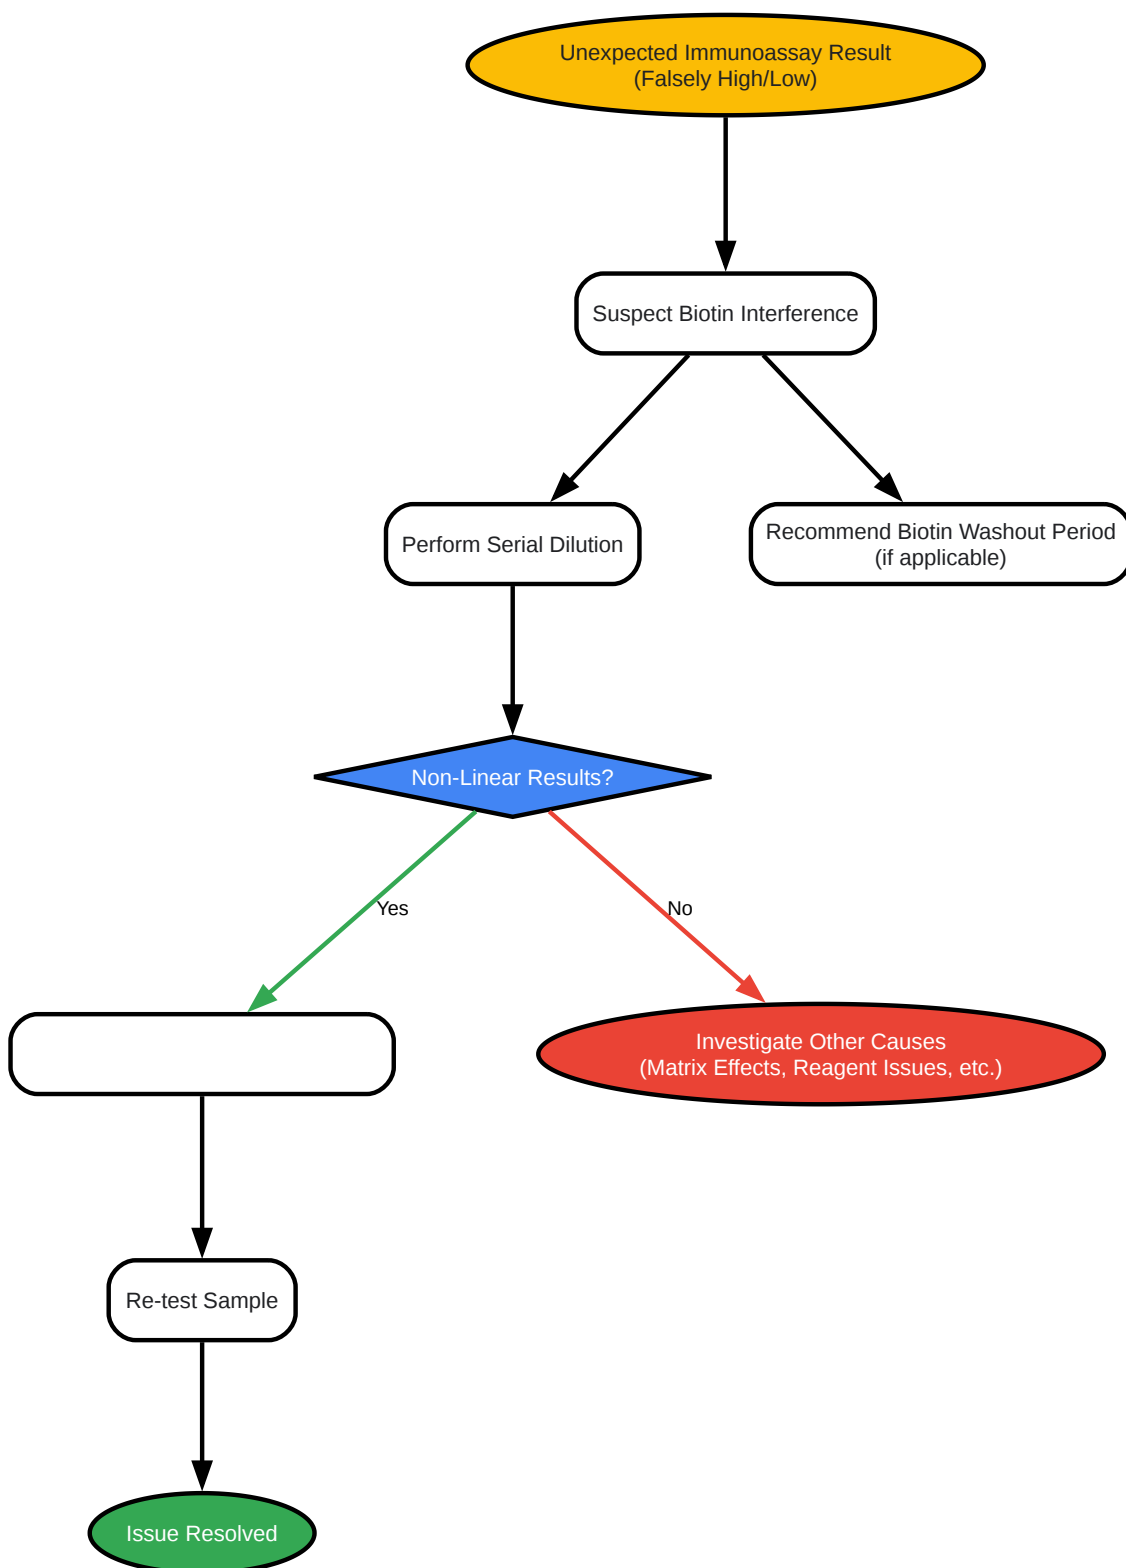 Unexpected Immunoassay Result
(Falsely High/Low)
Suspect Biotin Interference
Perform Serial Dilution
Recommend Biotin Washout Period
(if applicable)
Non-Linear Results?
Yes
No
Investigate Other Causes
(Matrix Effects, Reagent Issues, etc.)
Re-test Sample
Issue Resolved